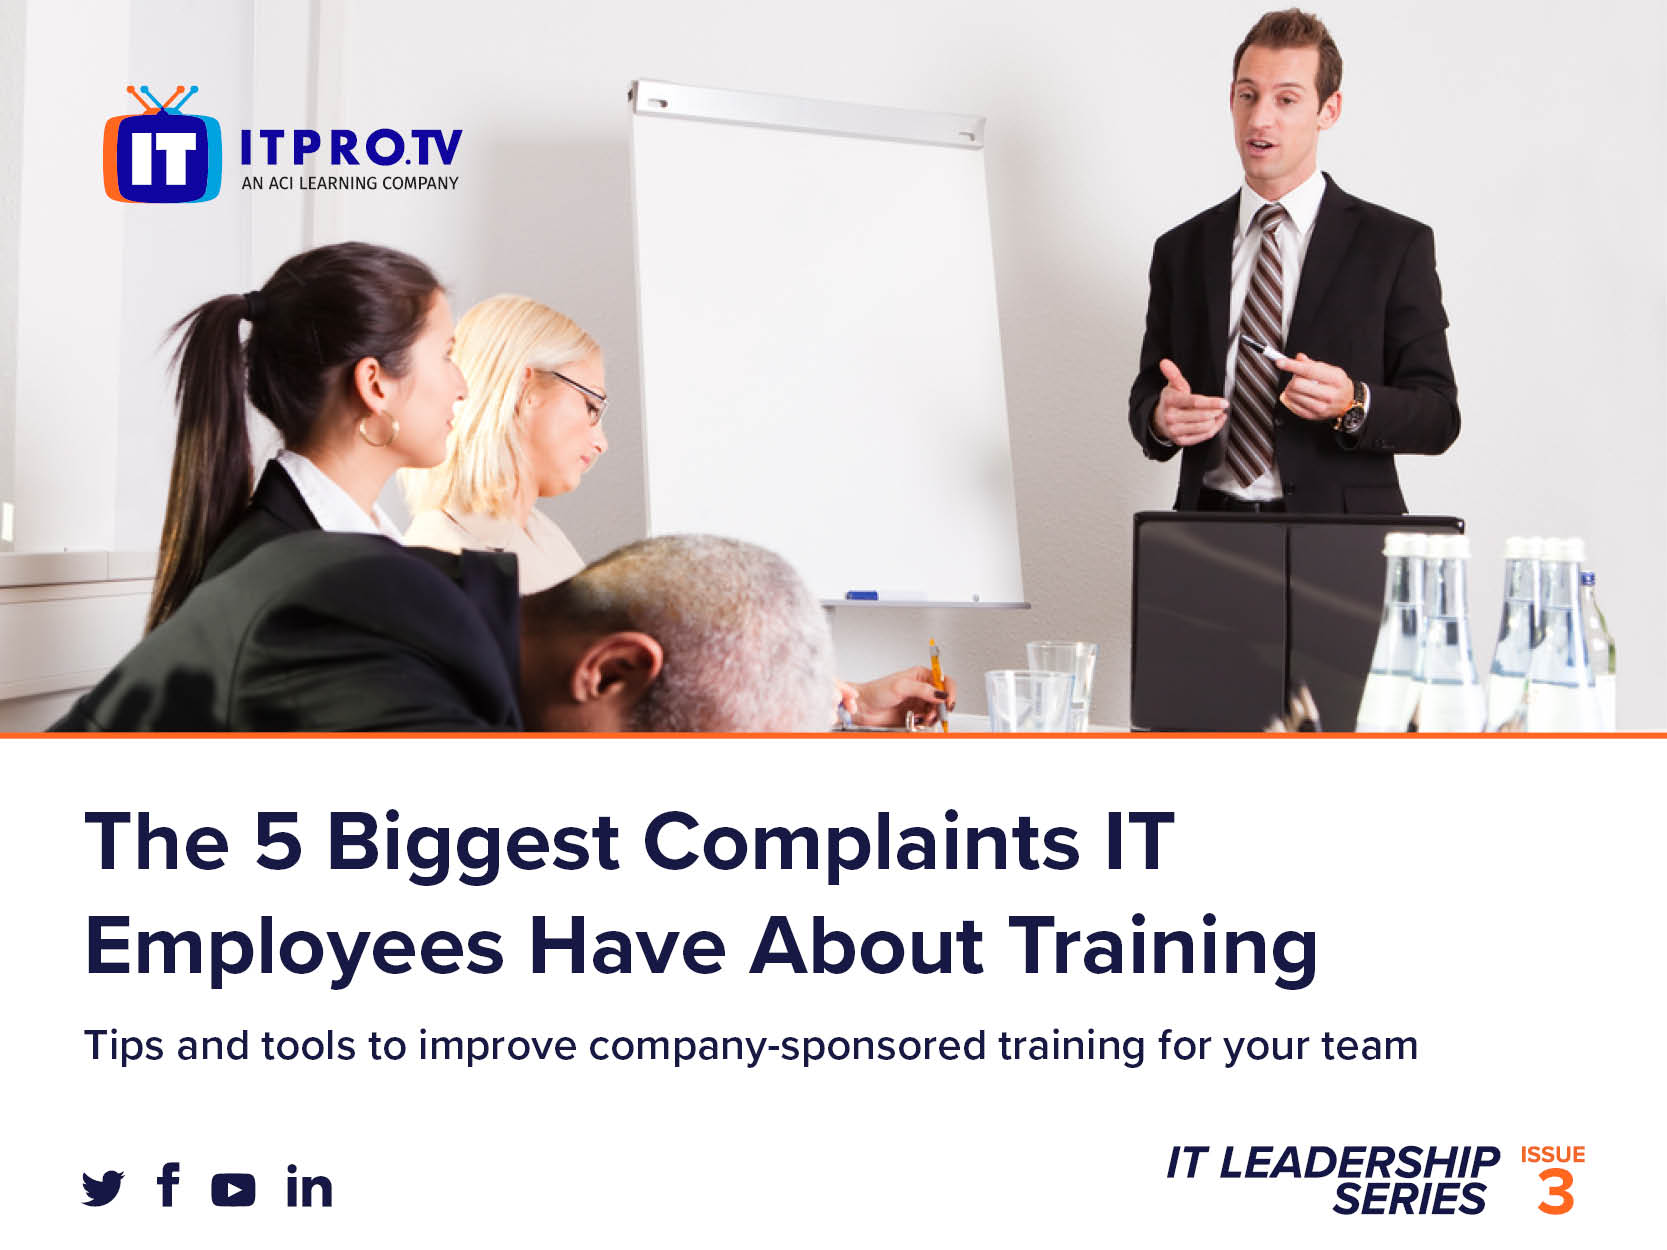 IT
ITPRO.TV
AN ACI LEARNING COMPANY
The 5 Biggest Complaints IT
Employees Have About Training
Tips and tools to improve company-sponsored training for your team
IT LEADERSHIP
SERIES
ISSUE
3